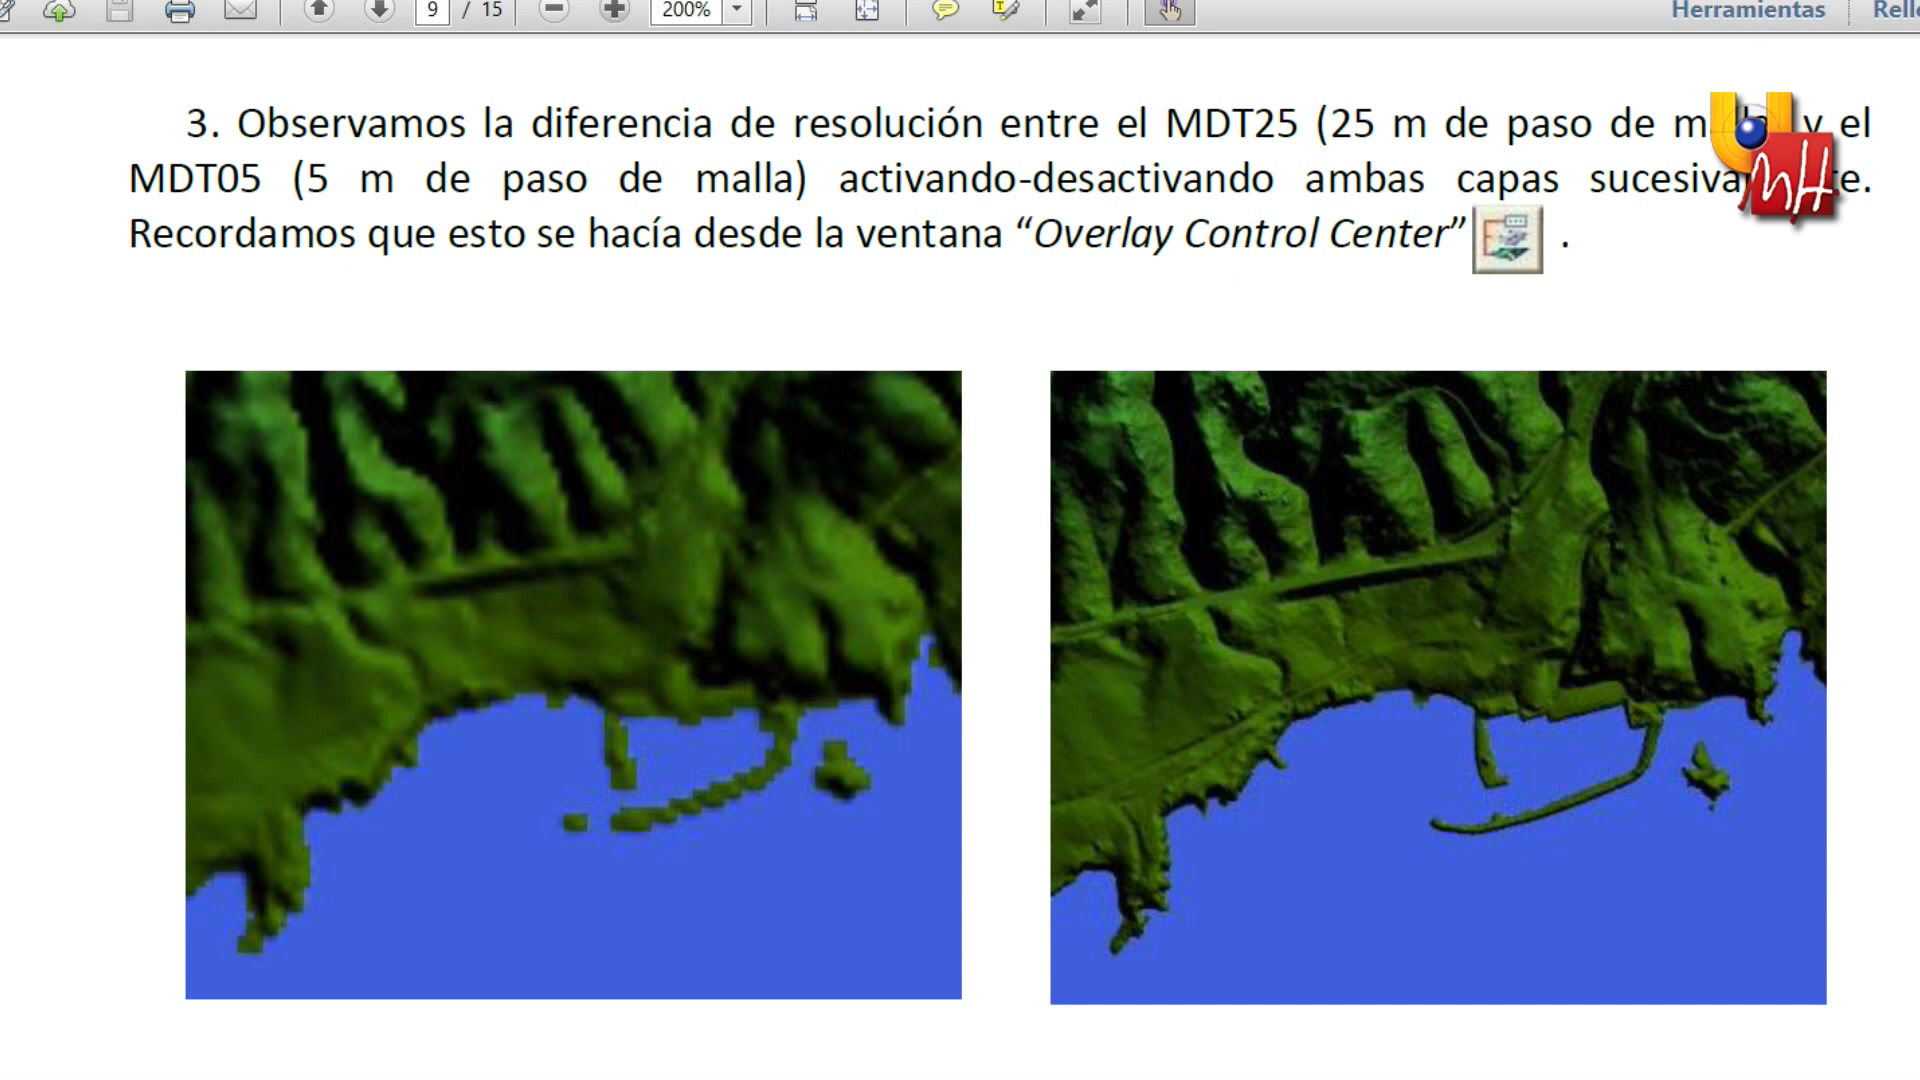 9 / 15 200% Herramientas
3. Observamos la diferencia de resolución entre el MDT25 (25 m de paso de y el
MDT05 (5 m de paso de malla) activando-desactivando ambas capas
Recordamos que esto se hacía desde la ventana “Overlay Control Center” .
UMH